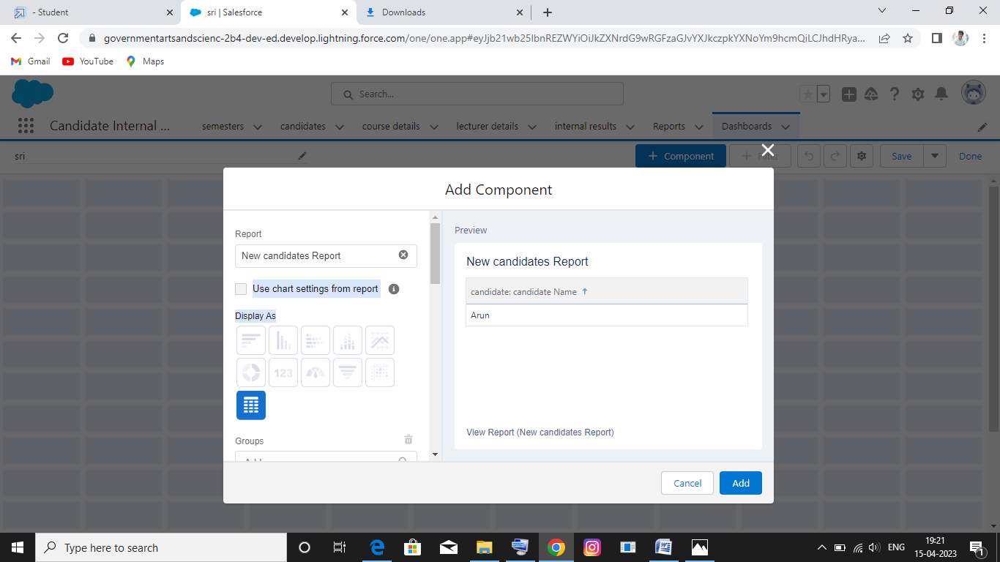 - Student
sri | Salesforce
Downloads
governmentartsandscienc-2b4-dev-ed.develop.lightning.force.com/one/one.app#eyJjb21wb25lbnREZWYiOiJkZXNrdG9wRGFzaGJvYXJkczpkYXNoYm9hcmQiLCJhdHRya...
Gmail YouTube Maps
Search...
Candidate Internal ... semesters candidates course details lecturer details internal results Reports Dashboards
sri + Component + Filter Save Done
Add Component
Report
New candidates Report
Use chart settings from report
Display As
123
Groups
Preview
New candidates Report
candidate: candidate Name
Arun
View Report (New candidates Report)
Cancel Add
Type here to search
ENG
19:21
15-04-2023
1